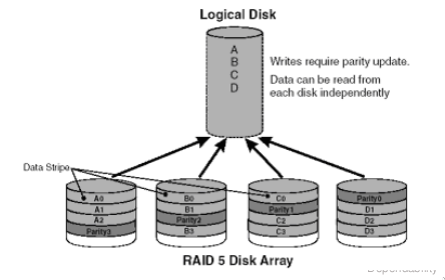 Logical Disk
A
B
C
D
Writes require parity update.
Data can be read from
each disk independently
Data Stripe
A0
A1
A2
Parity3
B0
B1
Parity2
B3
C0
Parity1
C2
C3
Parity0
D1
D2
D3
RAID 5 Disk Array